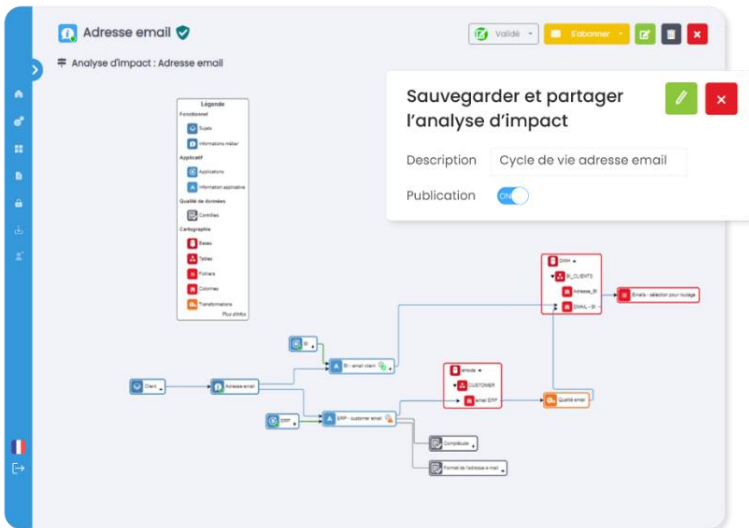 Adresse email
Validé
S'abonner
Analyse d'impact : Adresse email
Sauvegarder et partager
l'analyse d'impact
Description Cycle de vie adresse email
Publication ON
Légende
Fonctionnel
Sujets
Informations métier
Applicatif
Applications
Information applicative
Qualité de données
Contrôles
Cartographie
Bases
Tables
Fichiers
Colonnes
Transformations
Plus d'infos
DWH
BI_CLIENTS
Adresse_BI
EMAIL - BI
Emails - sélection pour routage
BI
BI - email client
CUSTOMER
email ERP
Client
Adresse email
Qualité email
ERP
ERP - customer email
Complétude
Format de l'adresse e-mail